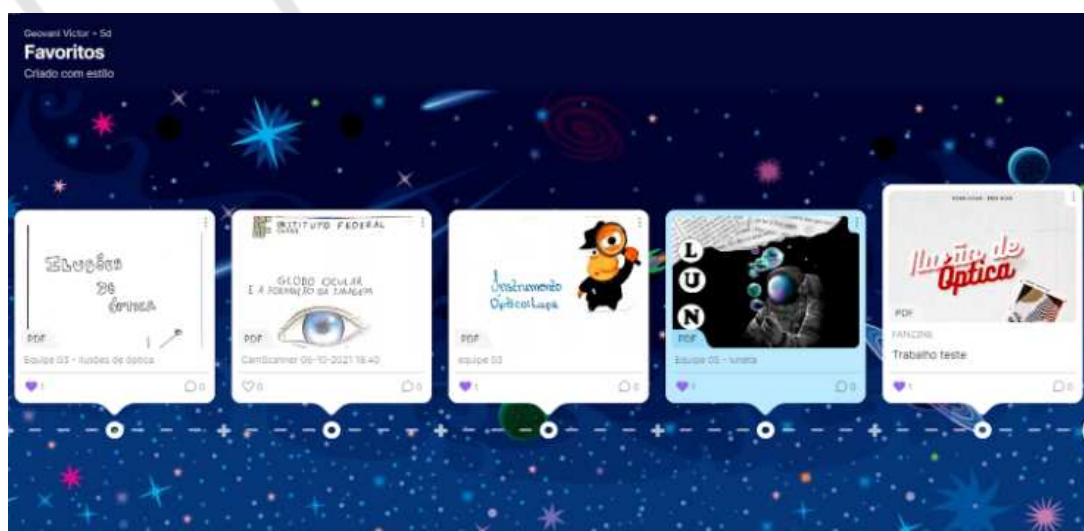 Geovani Victor • 5d
Favoritos
Criado com estilo
ILUSÕES
DE
ÓPTICA
PDF
Equipe 03 - Ilusões de óptica
1
0
INSTITUTO FEDERAL
GLOBO OCULAR
E A FORMAÇÃO DA IMAGEM
PDF
CamScanner 06-10-2021 18:40
0
0
Instrumento
Óptico: Lupa
PDF
equipe 03
1
0
L
U
N
PDF
Equipe 05 - luneta
1
0
Ilusão de
Óptica
PDF
FANZINE
Trabalho teste
1
0